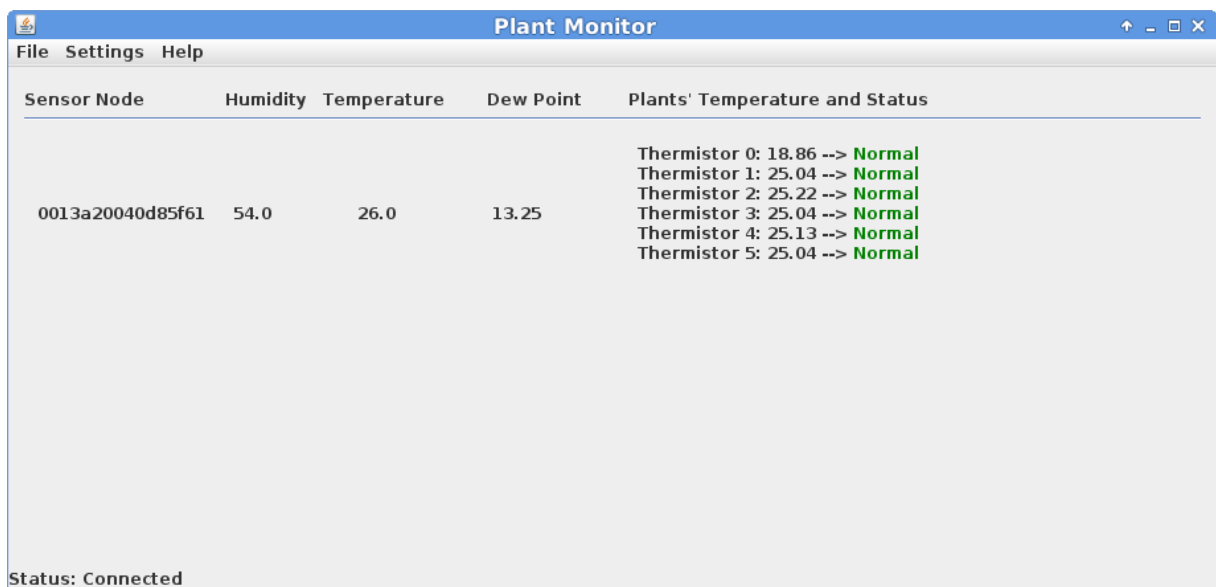 Plant Monitor
File Settings Help
Sensor Node Humidity Temperature Dew Point Plants' Temperature and Status
Thermistor 0: 18.86 --> Normal
Thermistor 1: 25.04 --> Normal
Thermistor 2: 25.22 --> Normal
0013a20040d85f61 54.0 26.0 13.25 Thermistor 3: 25.04 --> Normal
Thermistor 4: 25.13 --> Normal
Thermistor 5: 25.04 --> Normal
Status: Connected